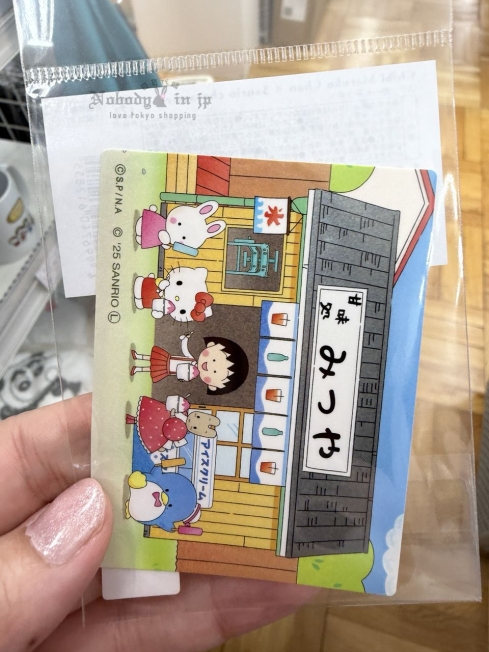 Nobody in jp
love tokyo shopping
©S.P/N.A © '25 SANRIO Ⓛ
甘味処
みつや
アイスクリーム
氷